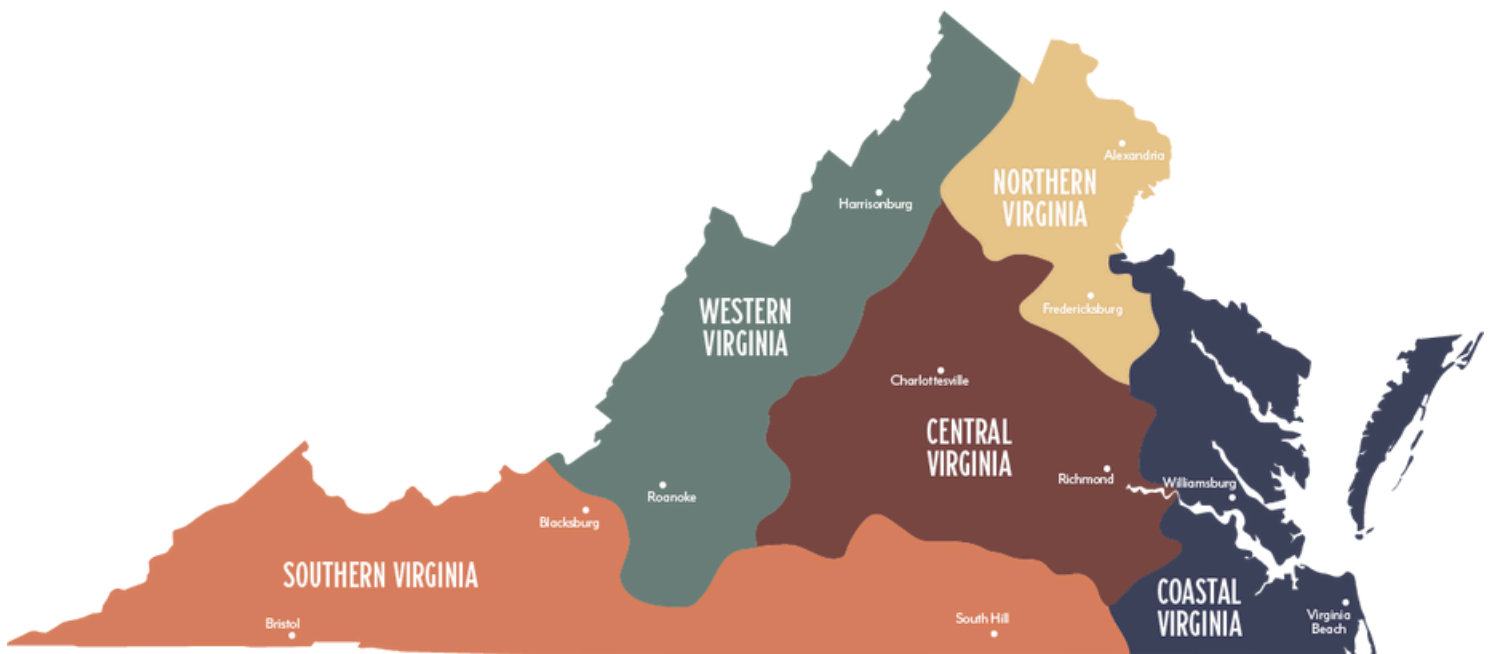 Alexandria
NORTHERN
VIRGINIA
Harrisonburg
Fredericksburg
WESTERN
VIRGINIA
Charlottesville
CENTRAL
VIRGINIA
Richmond
Williamsburg
Roanoke
Blacksburg
SOUTHERN VIRGINIA
COASTAL
VIRGINIA
Virginia
Beach
South Hill
Bristol